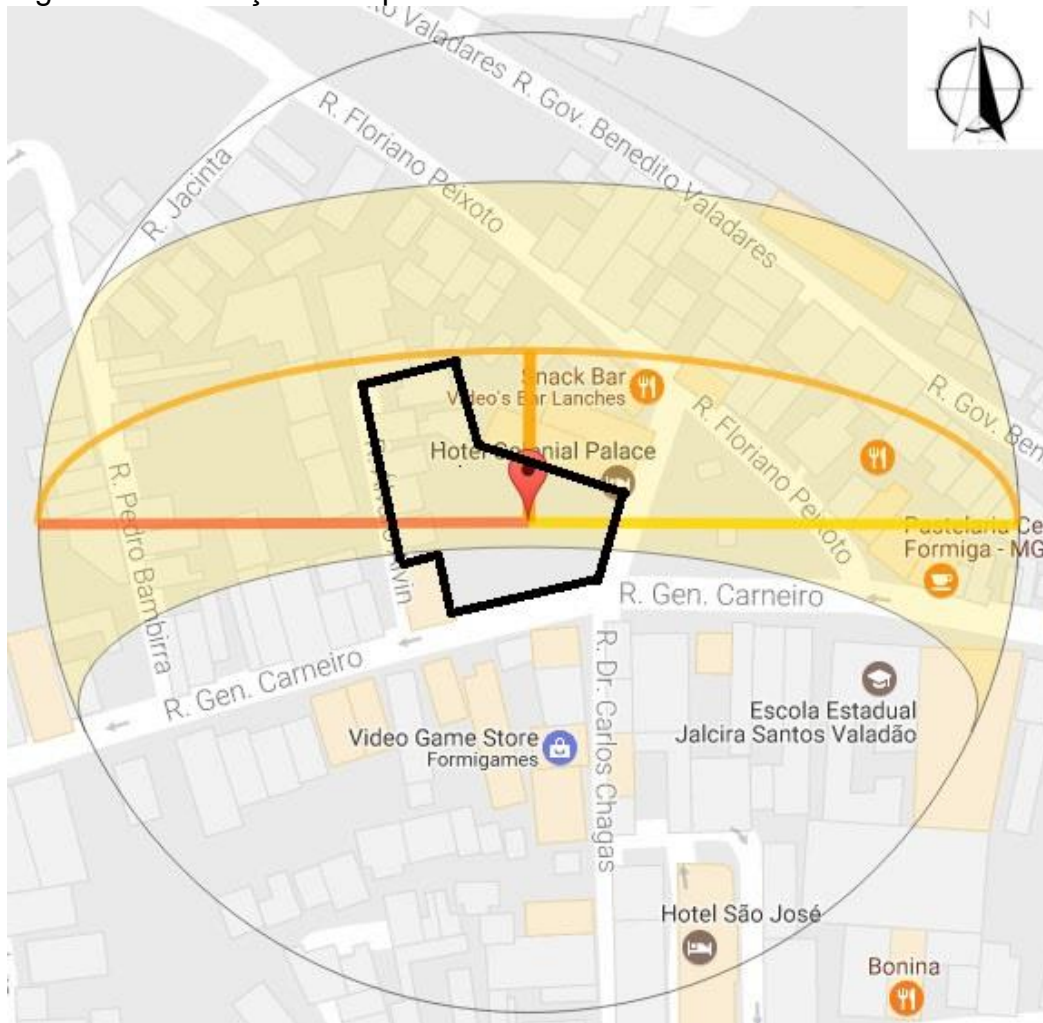 N
Valadares
R. Gov. Benedito Valadares
R. Floriano Peixoto
R. Jacinta
Snack Bar
Video's Bar Lanches
R. Gov. Ben
R. Floriano Peixoto
Hotel Colonial Palace
R. Pedro Bambirra
Pastelaria Ce
Formiga - MG
R. Gen. Carneiro
R. Gen. Carneiro
R. Dr. Carlos Chagas
Escola Estadual
Jalcira Santos Valadão
Video Game Store
Formigames
Hotel São José
Bonina